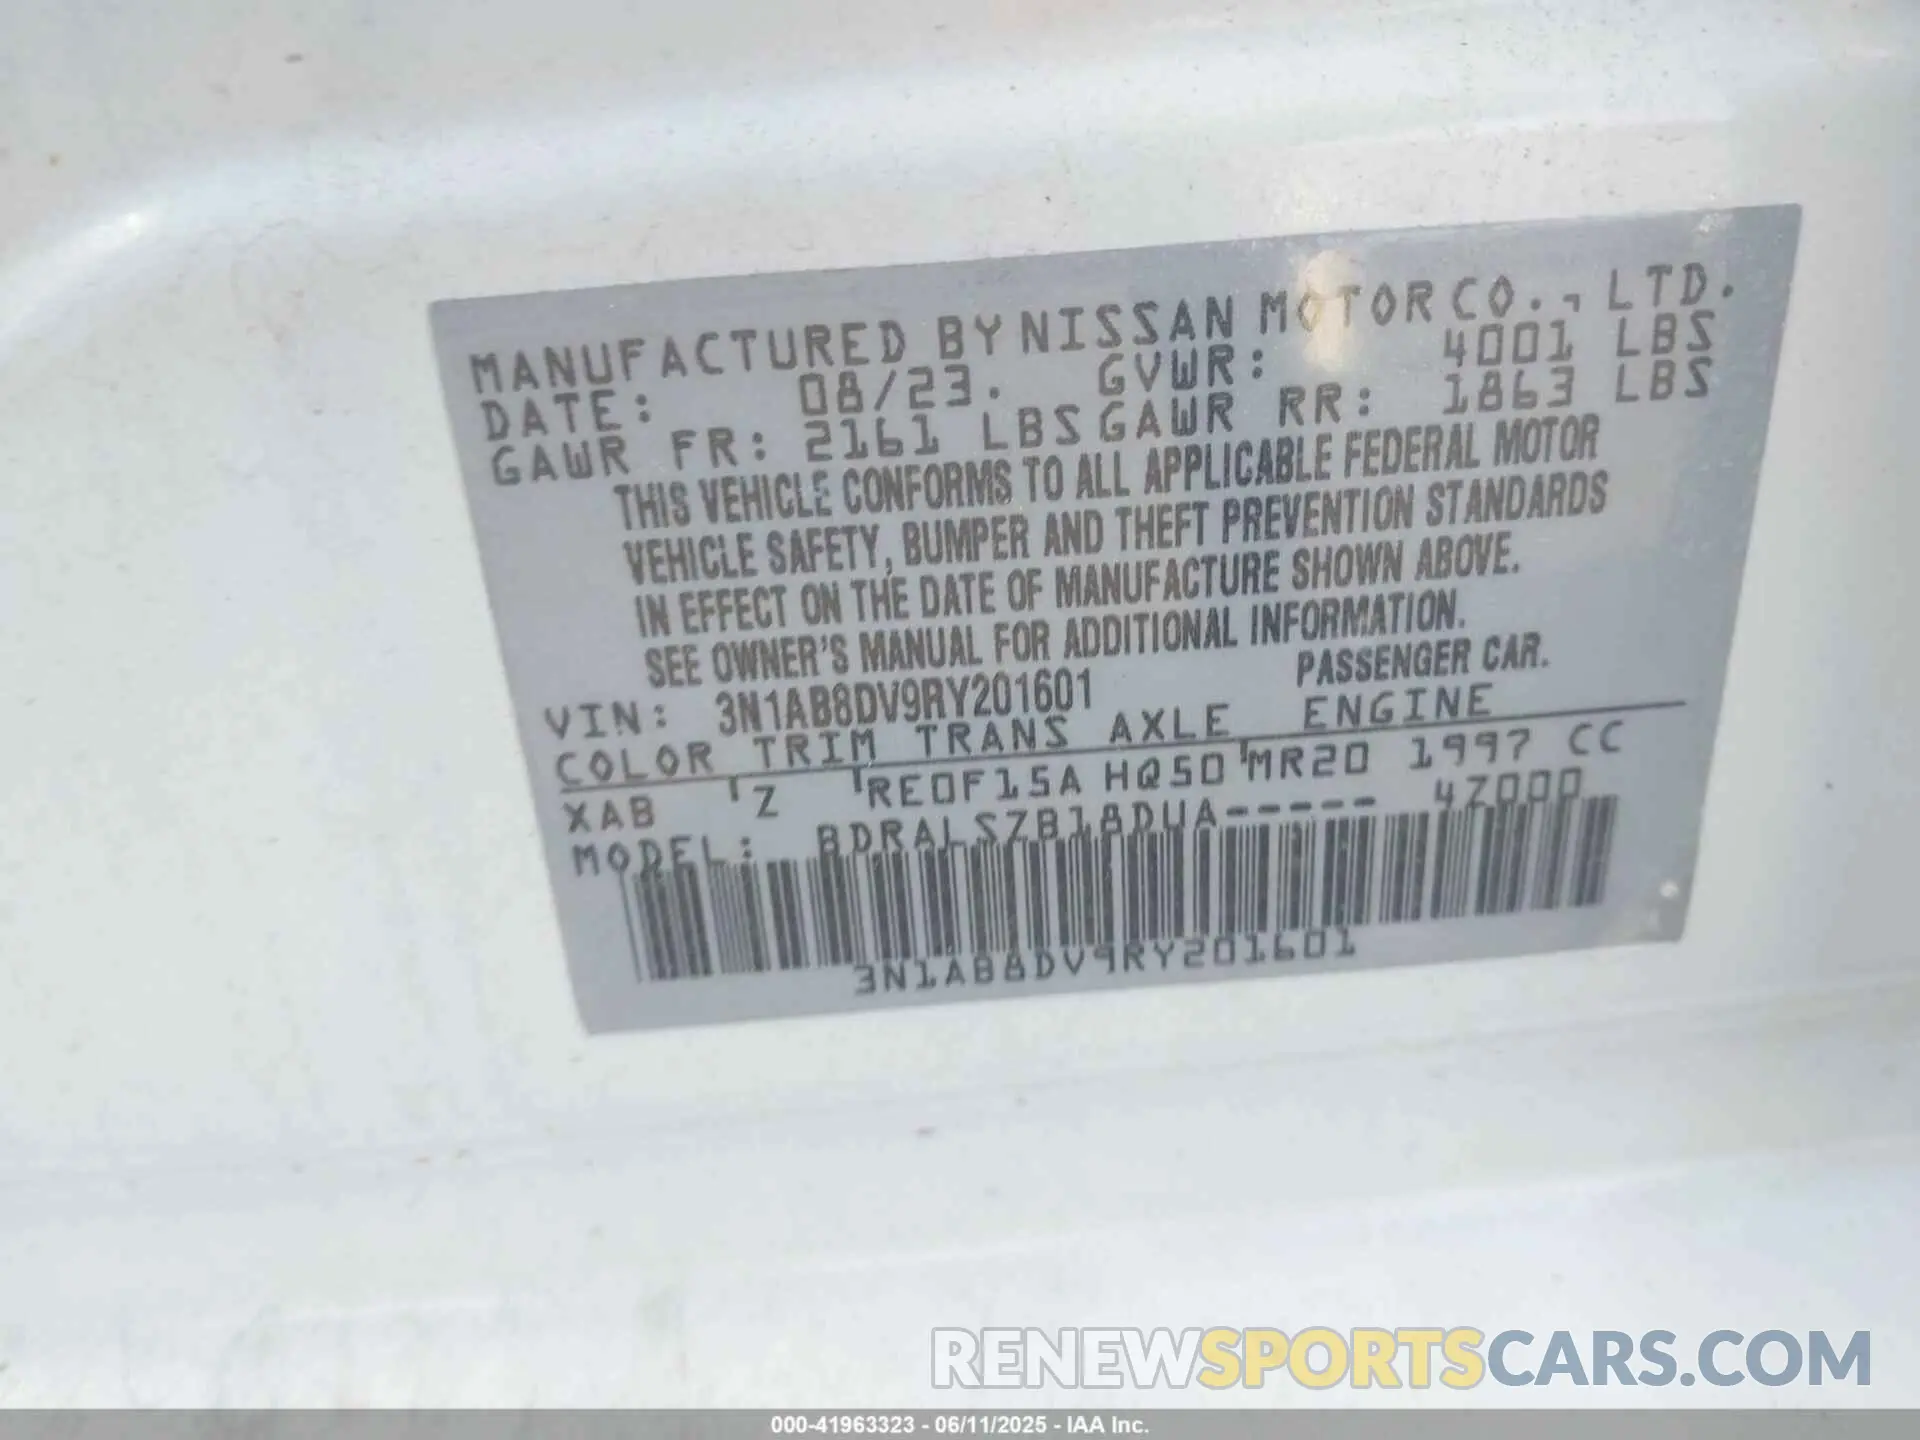 MANUFACTURED BY NISSAN MOTOR CO., LTD.
DATE: 08/23. GVWR: 4001 LBS
GAWR FR: 2161 LBS GAWR RR: 1863 LBS
THIS VEHICLE CONFORMS TO ALL APPLICABLE FEDERAL MOTOR
VEHICLE SAFETY, BUMPER AND THEFT PREVENTION STANDARDS
IN EFFECT ON THE DATE OF MANUFACTURE SHOWN ABOVE.
SEE OWNER'S MANUAL FOR ADDITIONAL INFORMATION.
VIN: 3N1AB8DV9RY201601 PASSENGER CAR.
COLOR TRIM TRANS AXLE ENGINE
XAB Z RE0F15A HQ50 MR20 1997 CC
MODEL: BDRALSZB18DUA----- 4Z000
3N1AB8DV9RY201601
RENEWSPORTSCARS.COM
000-41963323 - 06/11/2025 - IAA Inc.